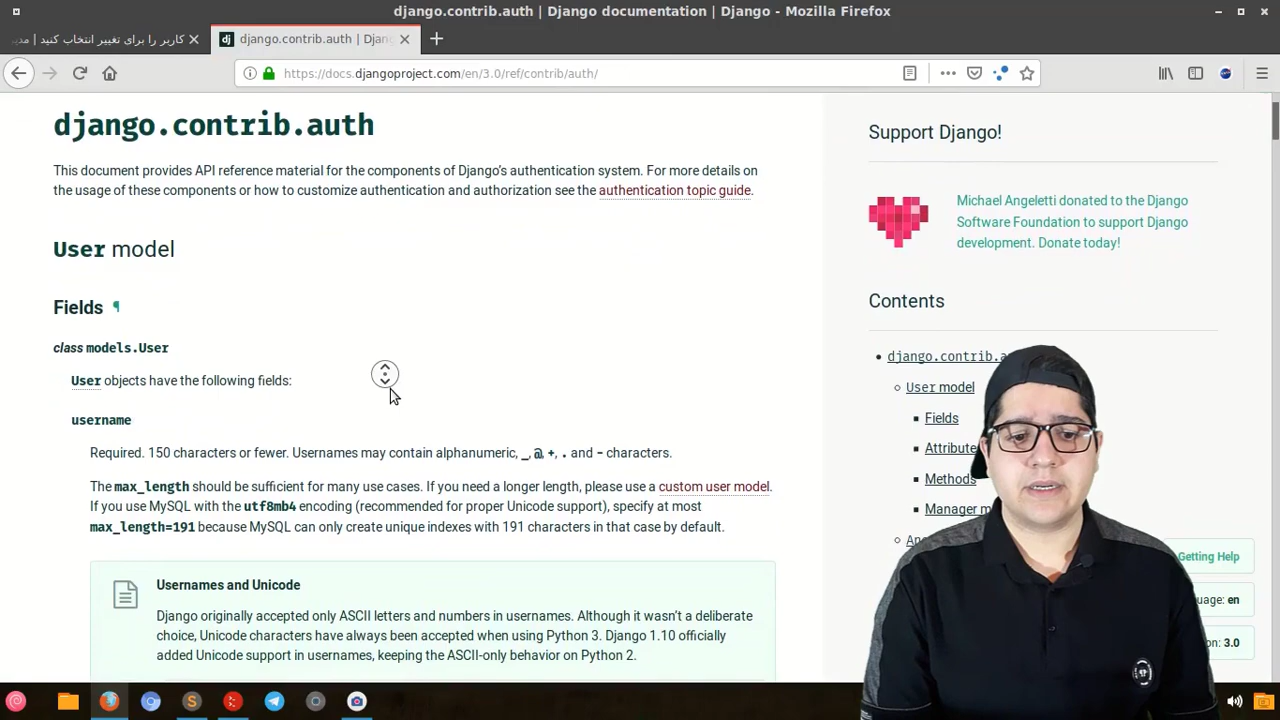 django.contrib.auth | Django documentation | Django - Mozilla Firefox
کاربر را برای تغییر انتخاب کنید | مدیر
django.contrib.auth | Djan
https://docs.djangoproject.com/en/3.0/ref/contrib/auth/
django.contrib.auth
This document provides API reference material for the components of Django's authentication system. For more details on
the usage of these components or how to customize authentication and authorization see the authentication topic guide.
User model
Fields ¶
class models.User
User objects have the following fields:
username
Required. 150 characters or fewer. Usernames may contain alphanumeric, _, @, +, . and - characters.
The max_length should be sufficient for many use cases. If you need a longer length, please use a custom user model.
If you use MySQL with the utf8mb4 encoding (recommended for proper Unicode support), specify at most
max_length=191 because MySQL can only create unique indexes with 191 characters in that case by default.
Usernames and Unicode
Django originally accepted only ASCII letters and numbers in usernames. Although it wasn't a deliberate
choice, Unicode characters have always been accepted when using Python 3. Django 1.10 officially
added Unicode support in usernames, keeping the ASCII-only behavior on Python 2.
Support Django!
Michael Angeletti donated to the Django
Software Foundation to support Django
development. Donate today!
Contents
django.contrib.a
User model
Fields
Attribute
Methods
Manager m
An
Getting Help
uage: en
on: 3.0